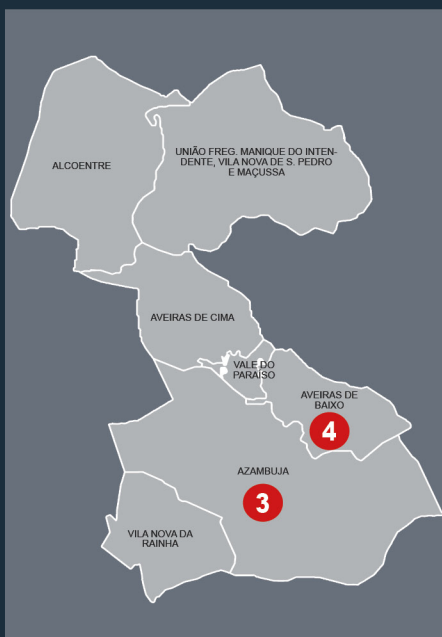 ALCOENTRE
UNIÃO FREG. MANIQUE DO INTEN-
DENTE, VILA NOVA DE S. PEDRO
E MAÇUSSA
AVEIRAS DE CIMA
VALE DO
PARAÍSO
AVEIRAS DE
BAIXO
4
AZAMBUJA
3
VILA NOVA DA
RAINHA